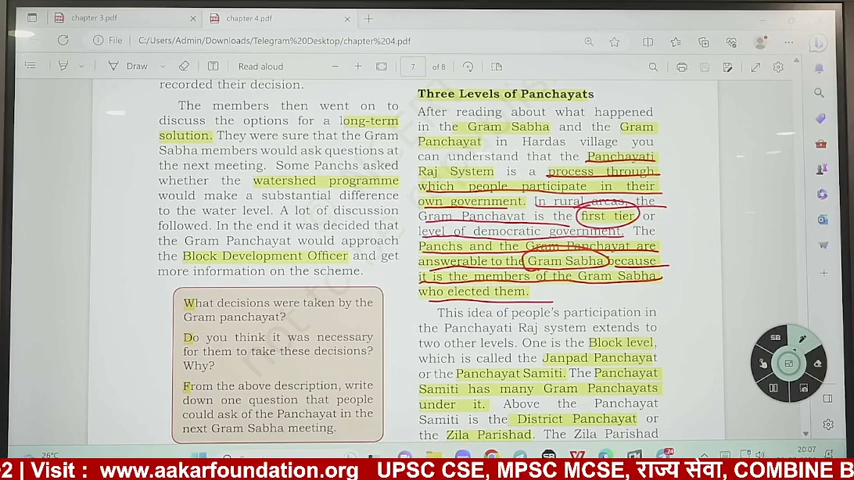 chapter 3.pdf
chapter 4.pdf
File
C:/Users/Admin/Downloads/Telegram%20Desktop/chapter%204.pdf
Draw
Read aloud
7
of 8
recorded their decision.
The members then went on to
discuss the options for a long-term
solution. They were sure that the Gram
Sabha members would ask questions at
the next meeting. Some Panchs asked
whether the watershed programme
would make a substantial difference
to the water level. A lot of discussion
followed. In the end it was decided that
the Gram Panchayat would approach
the Block Development Officer and get
more information on the scheme.
What decisions were taken by the
Gram panchayat?
Do you think it was necessary
for them to take these decisions?
Why?
From the above description, write
down one question that people
could ask of the Panchayat in the
next Gram Sabha meeting.
Three Levels of Panchayats
After reading about what happened
in the Gram Sabha and the Gram
Panchayat in Hardas village you
can understand that the Panchayati
Raj System is a process through
which people participate in their
own government. In rural areas, the
Gram Panchayat is the first tier or
level of democratic government. The
Panchs and the Gram Panchayat are
answerable to the Gram Sabha because
it is the members of the Gram Sabha
who elected them.
This idea of people's participation in
the Panchayati Raj system extends to
two other levels. One is the Block level,
which is called the Janpad Panchayat
or the Panchayat Samiti. The Panchayat
Samiti has many Gram Panchayats
under it. Above the Panchayat
Samiti is the District Panchayat or
the Zila Parishad. The Zila Parishad
26°C
20:07
2 | Visit : www.aakarfoundation.org UPSC CSE, MPSC MCSE, राज्य सेवा, COMBINE B